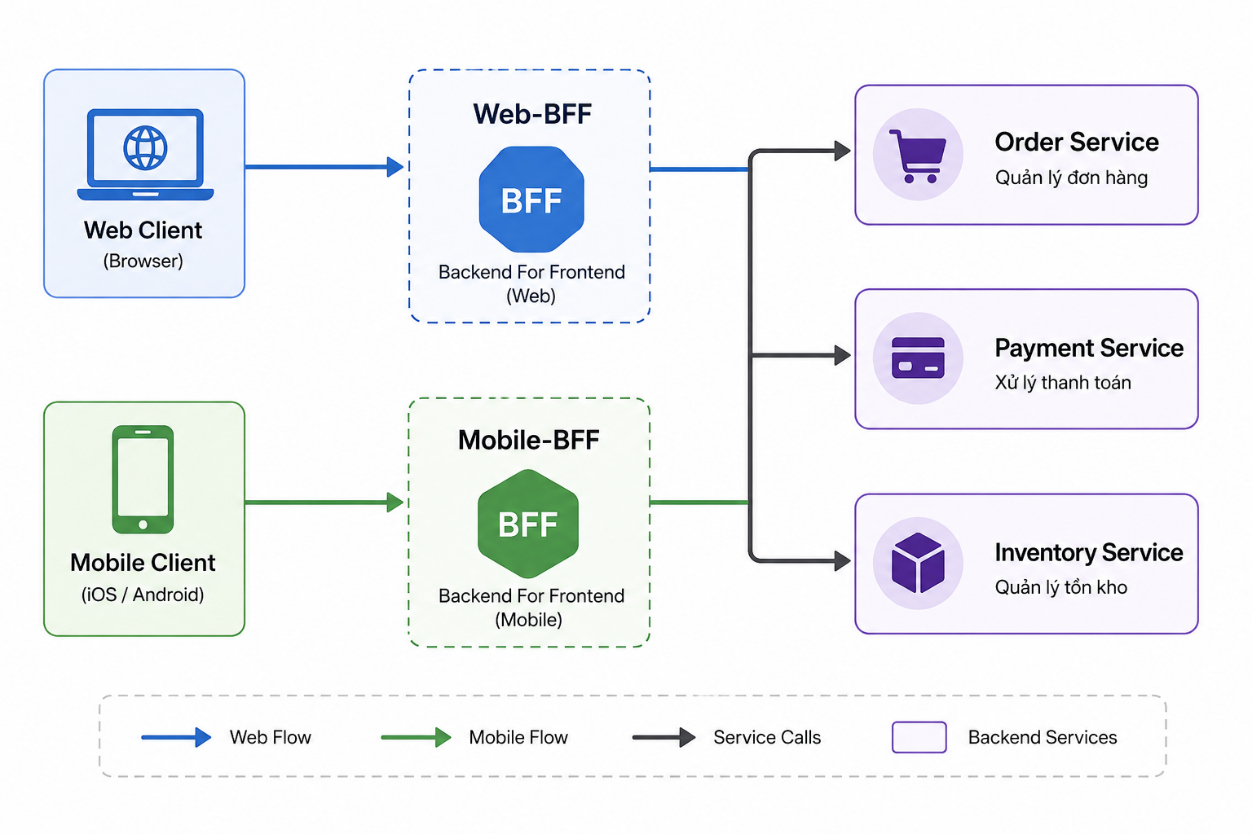 Web Client
(Browser)
Web-BFF
BFF
Backend For Frontend
(Web)
Order Service
Quản lý đơn hàng
Payment Service
Xử lý thanh toán
Mobile Client
(iOS / Android)
Mobile-BFF
BFF
Backend For Frontend
(Mobile)
Inventory Service
Quản lý tồn kho
Web Flow
Mobile Flow
Service Calls
Backend Services